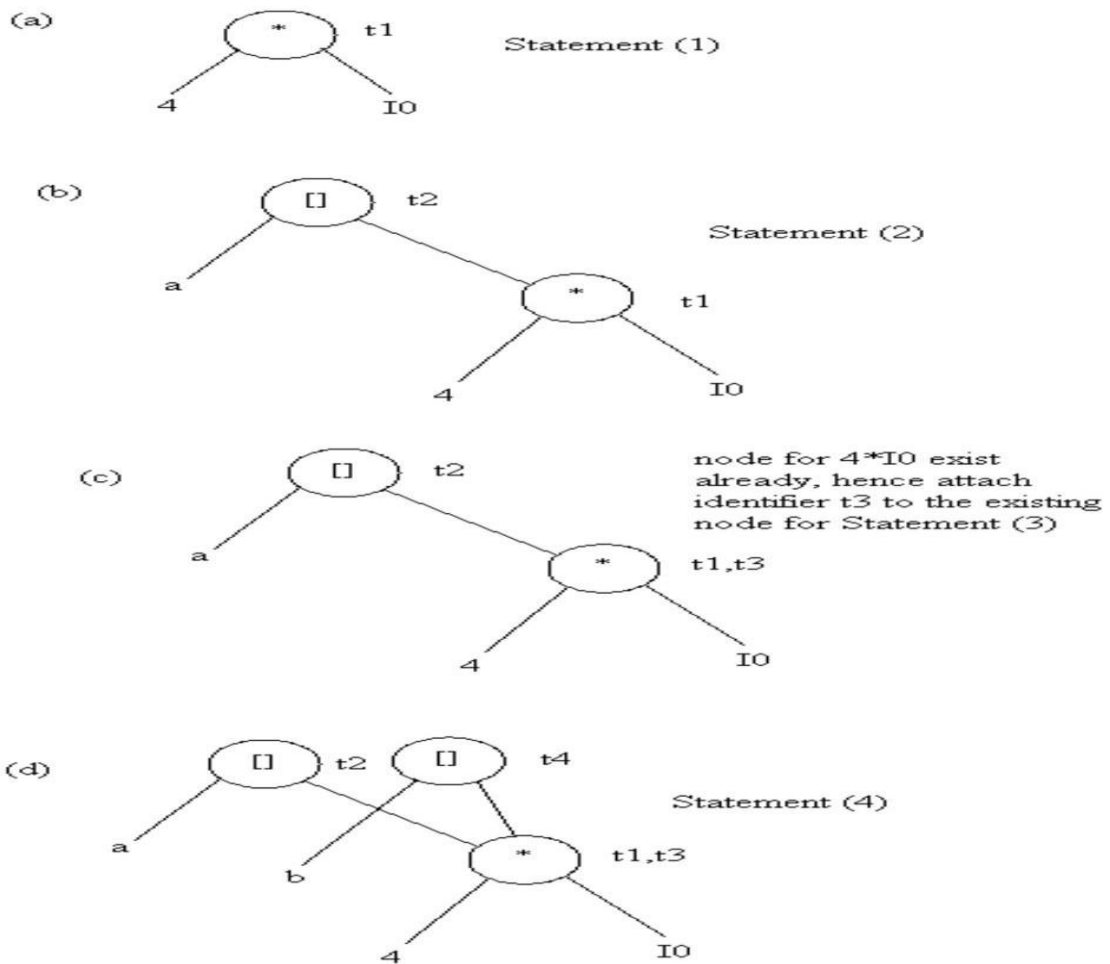 (a)
* t1
Statement (1)
4 I0
(b)
[] t2
Statement (2)
a
* t1
4 I0
(c)
[] t2
node for 4*I0 exist
already, hence attach
identifier t3 to the existing
node for Statement (3)
a
* t1,t3
4 I0
(d)
[] t2 [] t4
Statement (4)
a
b
* t1,t3
4 I0